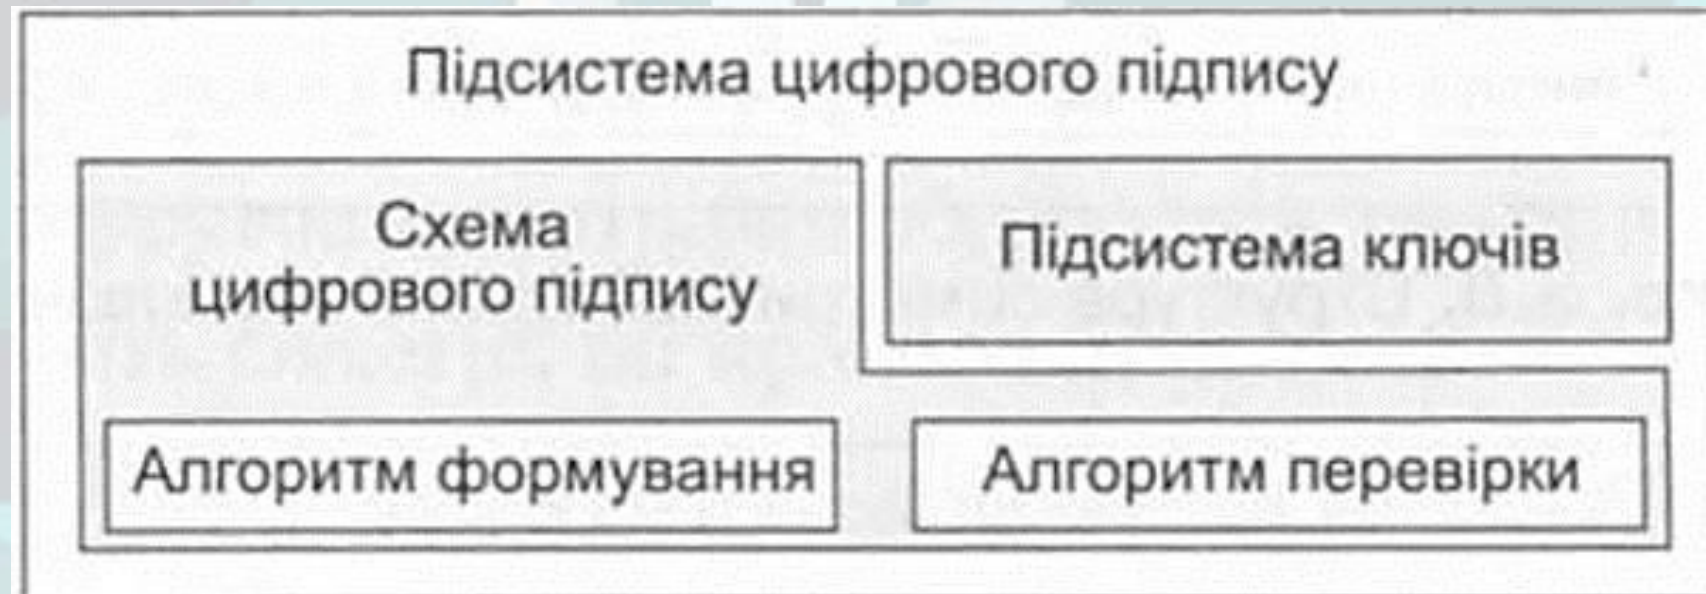 Підсистема цифрового підпису
Схема
цифрового підпису
Підсистема ключів
Алгоритм формування
Алгоритм перевірки